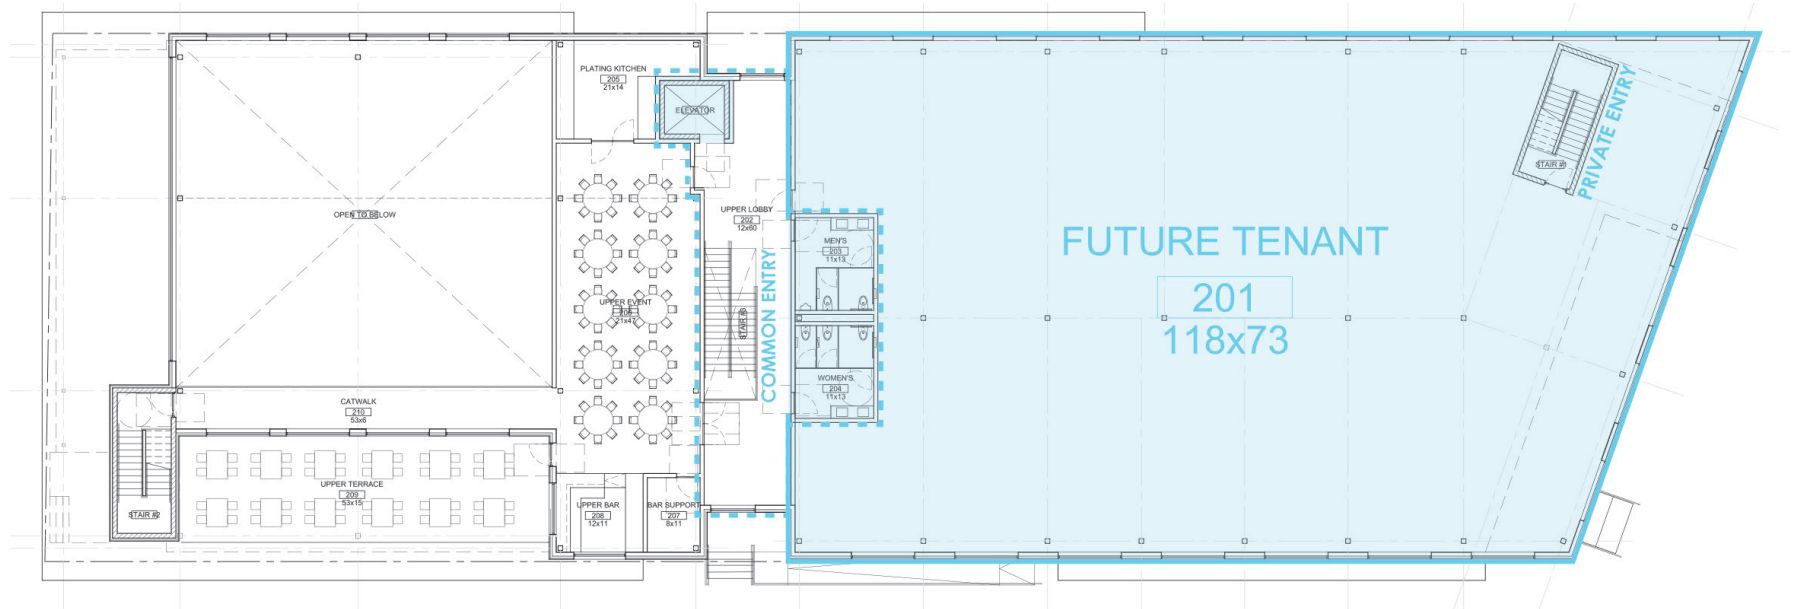 PLATING KITCHEN
205
21x14
ELEVATOR
OPEN TO BELOW
UPPER LOBBY
202
12x60
UPPER EVENT
206
21x47
STAIR #3
COMMON ENTRY
MEN'S
203
11x13
WOMEN'S
204
11x13
FUTURE TENANT
201
118x73
STAIR #1
PRIVATE ENTRY
CATWALK
210
53x6
UPPER TERRACE
209
53x15
STAIR #2
UPPER BAR
208
12x11
BAR SUPPORT
207
8x11